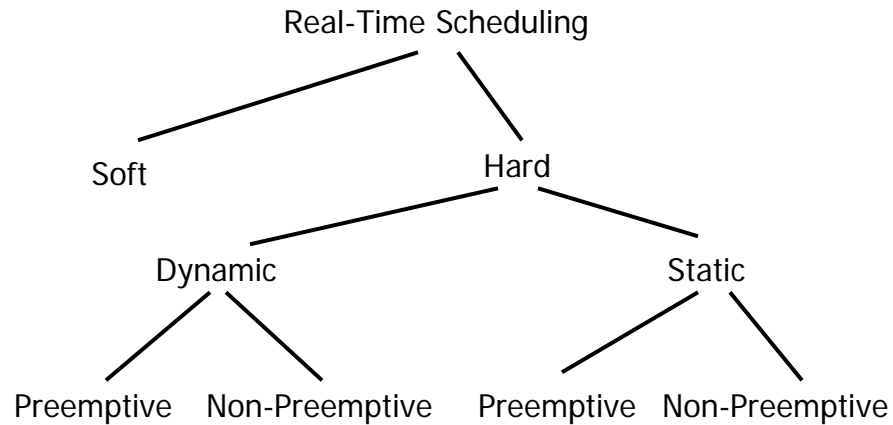 Real-Time Scheduling
Soft
Hard
Dynamic
Static
Preemptive
Non-Preemptive
Preemptive
Non-Preemptive